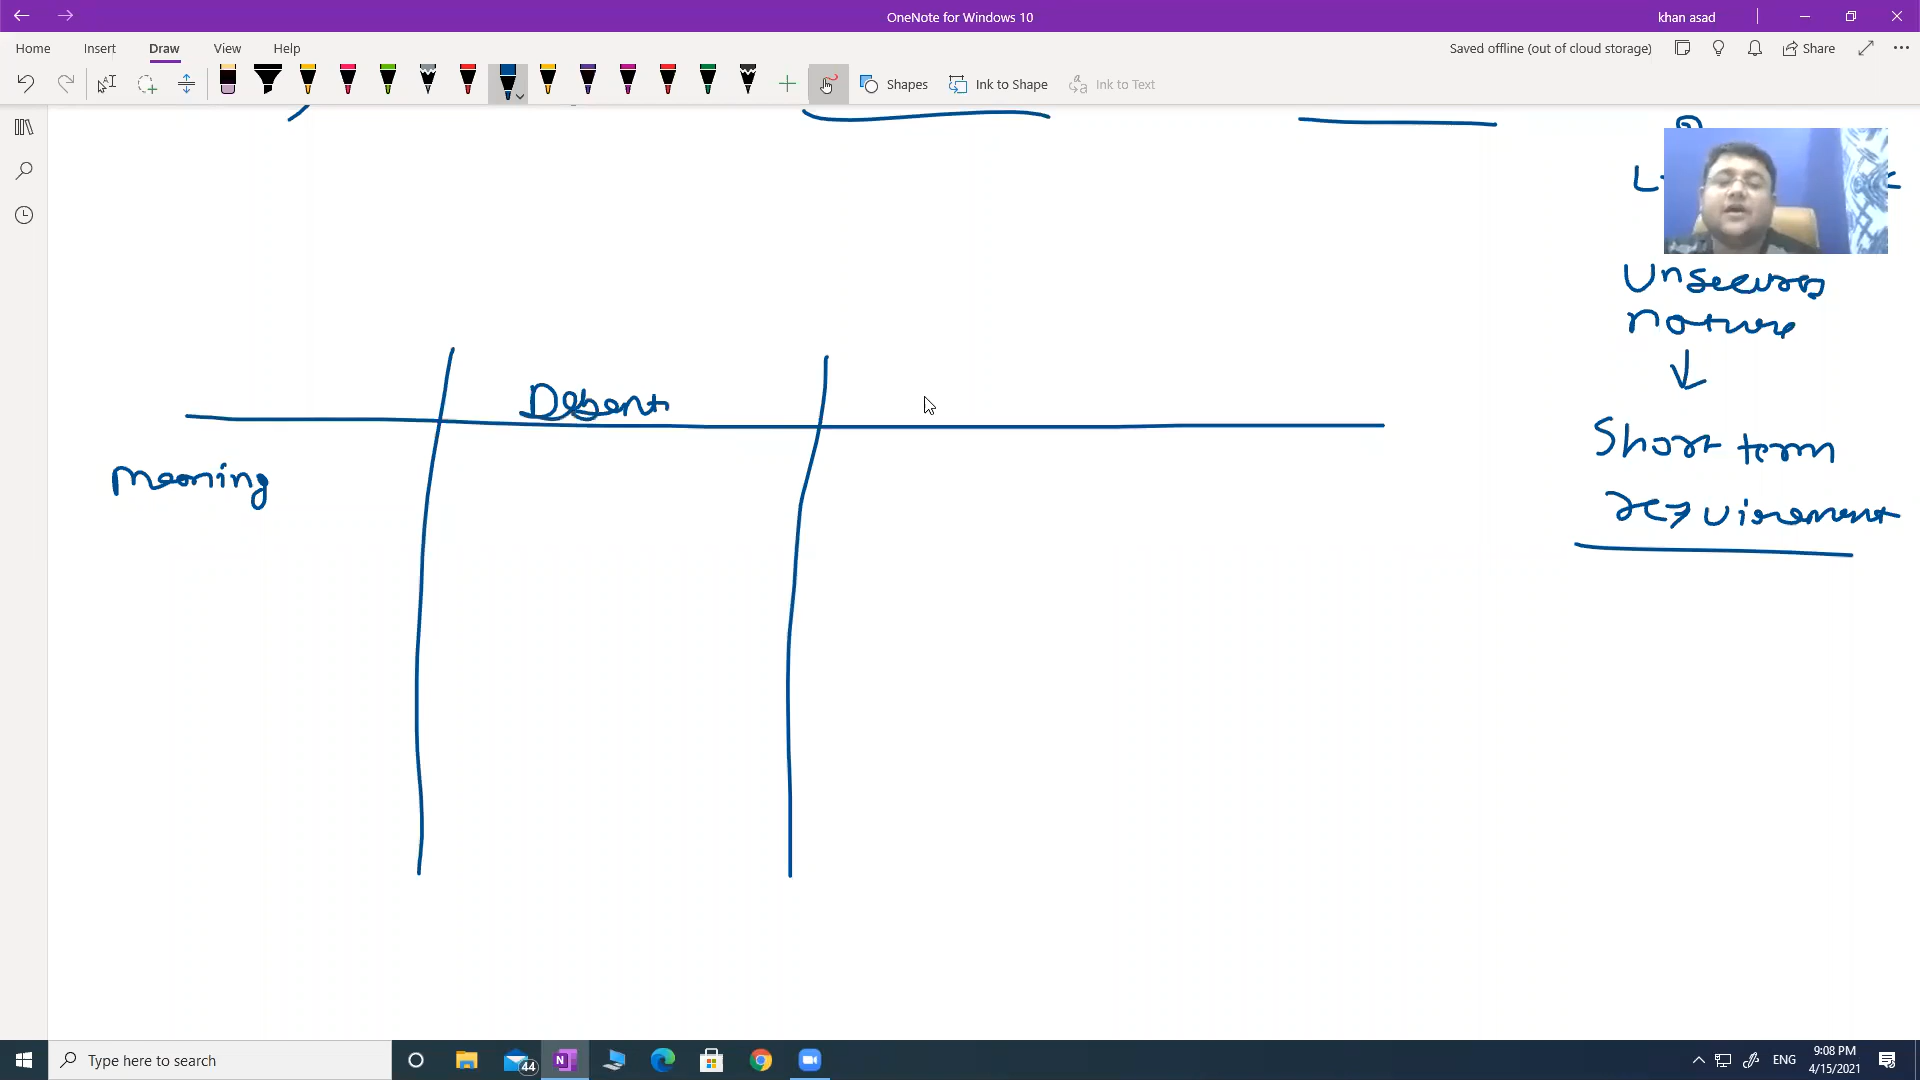 OneNote for Windows 10
khan asad
Home Insert Draw View Help
Saved offline (out of cloud storage)
Share
Shapes
Ink to Shape
Ink to Text
Unsecured
nature
Debent
Short term
meaning
requirement
Type here to search
44
ENG
9:08 PM
4/15/2021